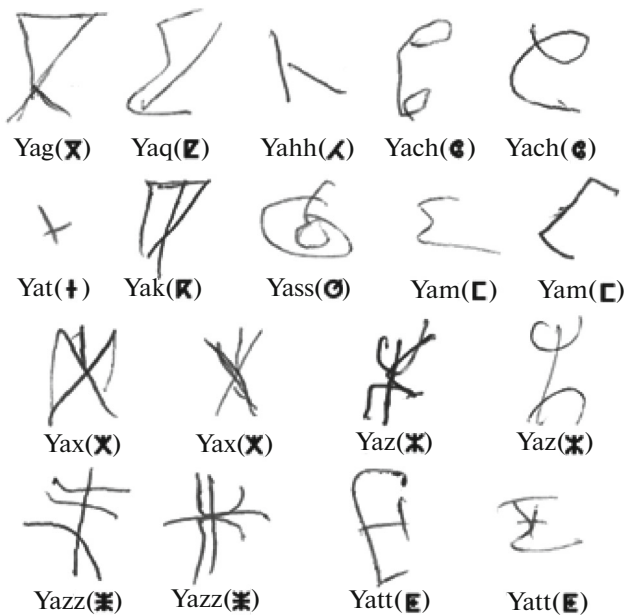 Yag(ⴳ) Yaq(ⵇ) Yahh(ⵃ) Yach(ⵛ) Yach(ⵛ)
Yat(ⵜ) Yak(ⴽ) Yass(ⵚ) Yam(ⵎ) Yam(ⵎ)
Yax(ⵅ) Yax(ⵅ) Yaz(ⵣ) Yaz(ⵣ)
Yazz(ⵥ) Yazz(ⵥ) Yatt(ⵟ) Yatt(ⵟ)